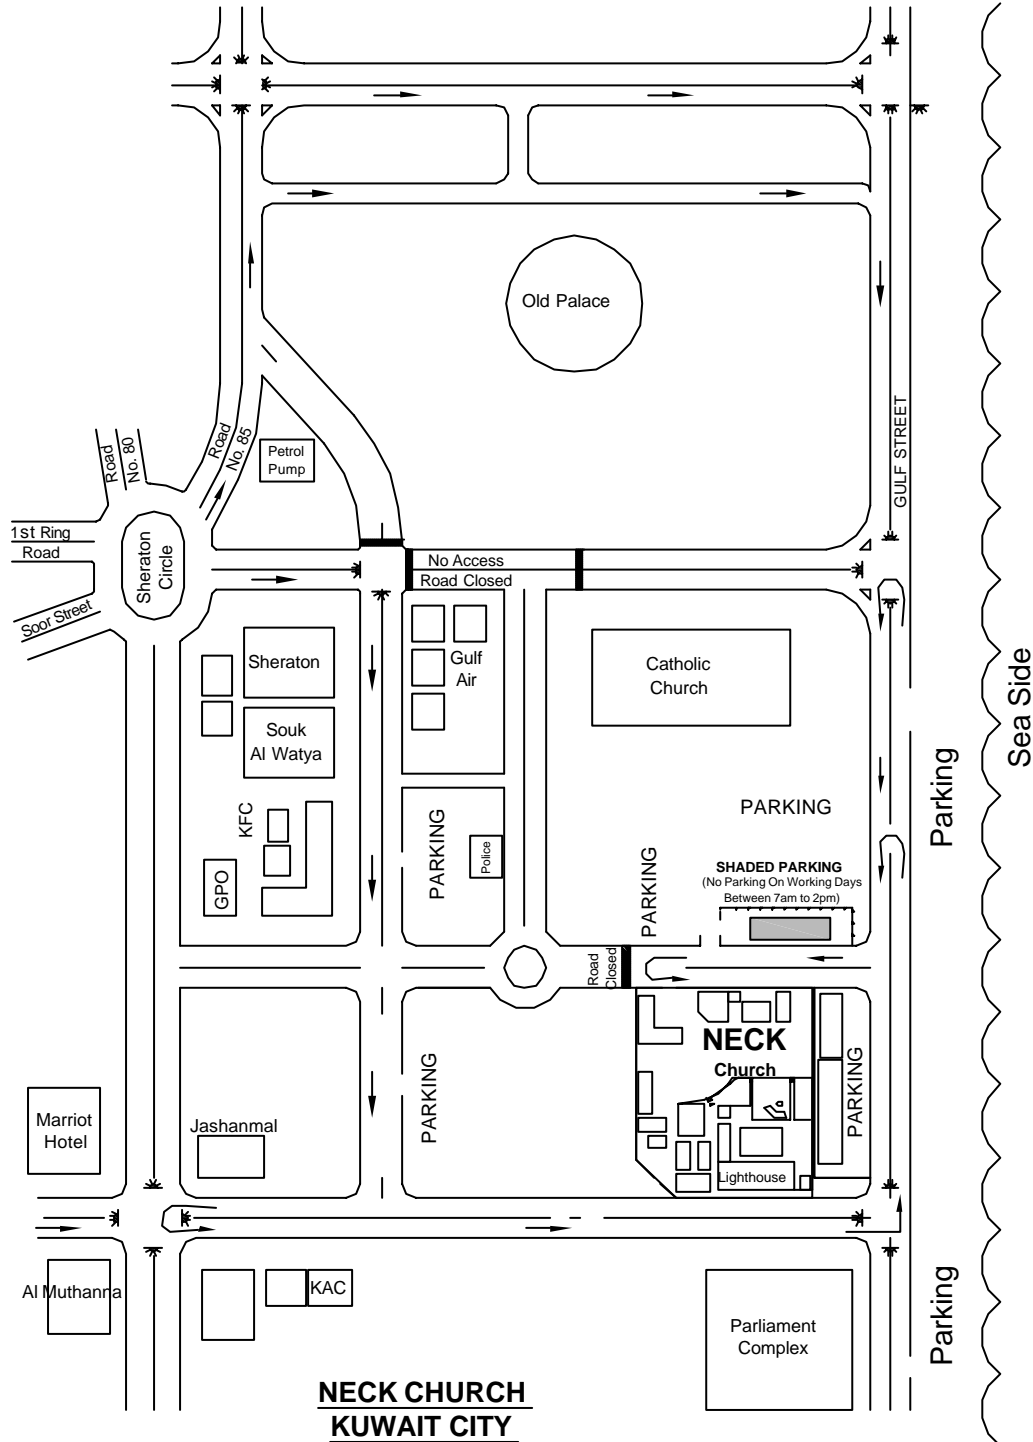 Old Palace
GULF STREET
Road
No. 85
Road
No. 80
Petrol
Pump
1st Ring
Road
Sheraton
Circle
Soor Street
No Access
Road Closed
Sheraton
Gulf
Air
Catholic
Church
Sea Side
Souk
Al Watya
KFC
GPO
PARKING
Police
PARKING
PARKING
Parking
SHADED PARKING
(No Parking On Working Days
Between 7am to 2pm)
Road
Closed
NECK
Church
PARKING
PARKING
Lighthouse
Marriot
Hotel
Jashanmal
Al Muthanna
KAC
Parliament
Complex
Parking
NECK CHURCH
KUWAIT CITY